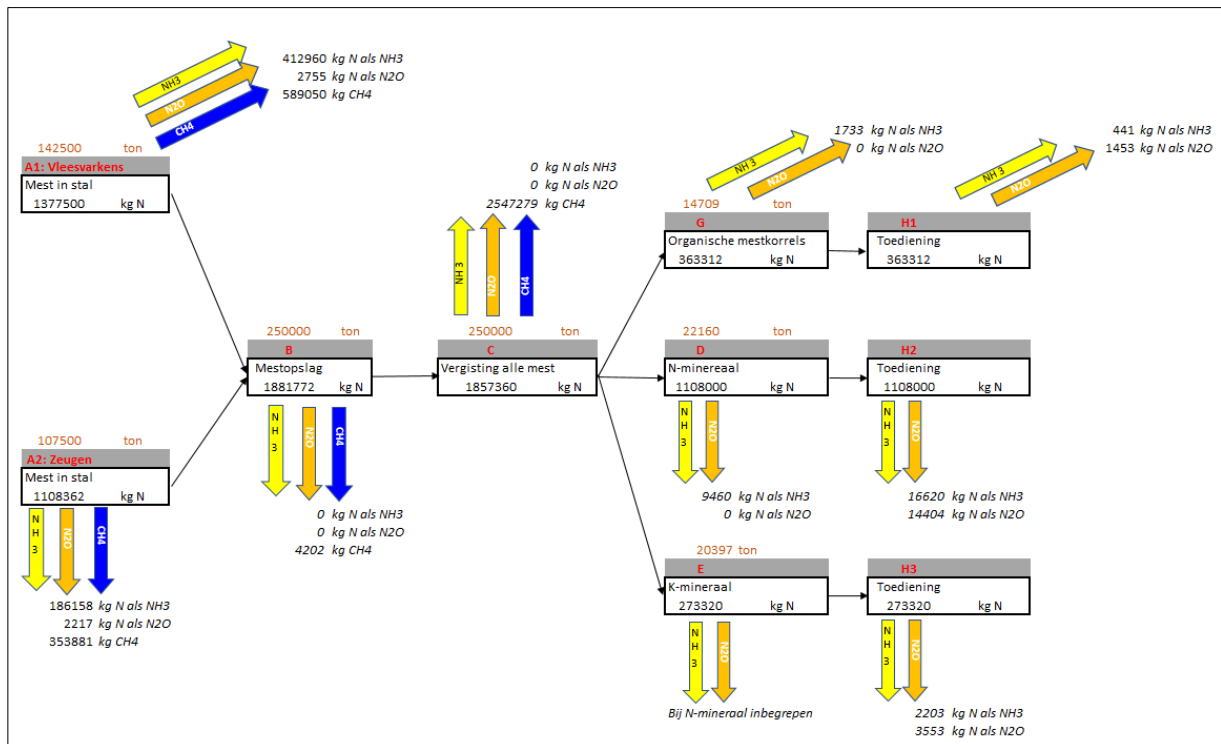 412960 kg N als NH3
2755 kg N als N2O
589050 kg CH4
NH3
N2O
CH4
142500 ton
A1: Vleesvarkens
Mest in stal
1377500 kg N
0 kg N als NH3
0 kg N als N2O
2547279 kg CH4
NH 3
N2O
CH4
1733 kg N als NH3
0 kg N als N2O
NH 3
N2O
441 kg N als NH3
1453 kg N als N2O
NH 3
N2O
14709 ton
G
Organische mestkorrels
363312 kg N
H1
Toediening
363312 kg N
250000 ton
B
Mestopslag
1881772 kg N
250000 ton
C
Vergisting alle mest
1857360 kg N
22160 ton
D
N-minereaal
1108000 kg N
H2
Toediening
1108000 kg N
107500 ton
A2: Zeugen
Mest in stal
1108362 kg N
NH3
N2O
CH4
186158 kg N als NH3
2217 kg N als N2O
353881 kg CH4
NH3
N2O
CH4
0 kg N als NH3
0 kg N als N2O
4202 kg CH4
NH3
N2O
9460 kg N als NH3
0 kg N als N2O
NH3
N2O
16620 kg N als NH3
14404 kg N als N2O
20397 ton
E
K-mineraal
273320 kg N
H3
Toediening
273320 kg N
NH3
N2O
Bij N-mineraal inbegrepen
NH3
N2O
2203 kg N als NH3
3553 kg N als N2O